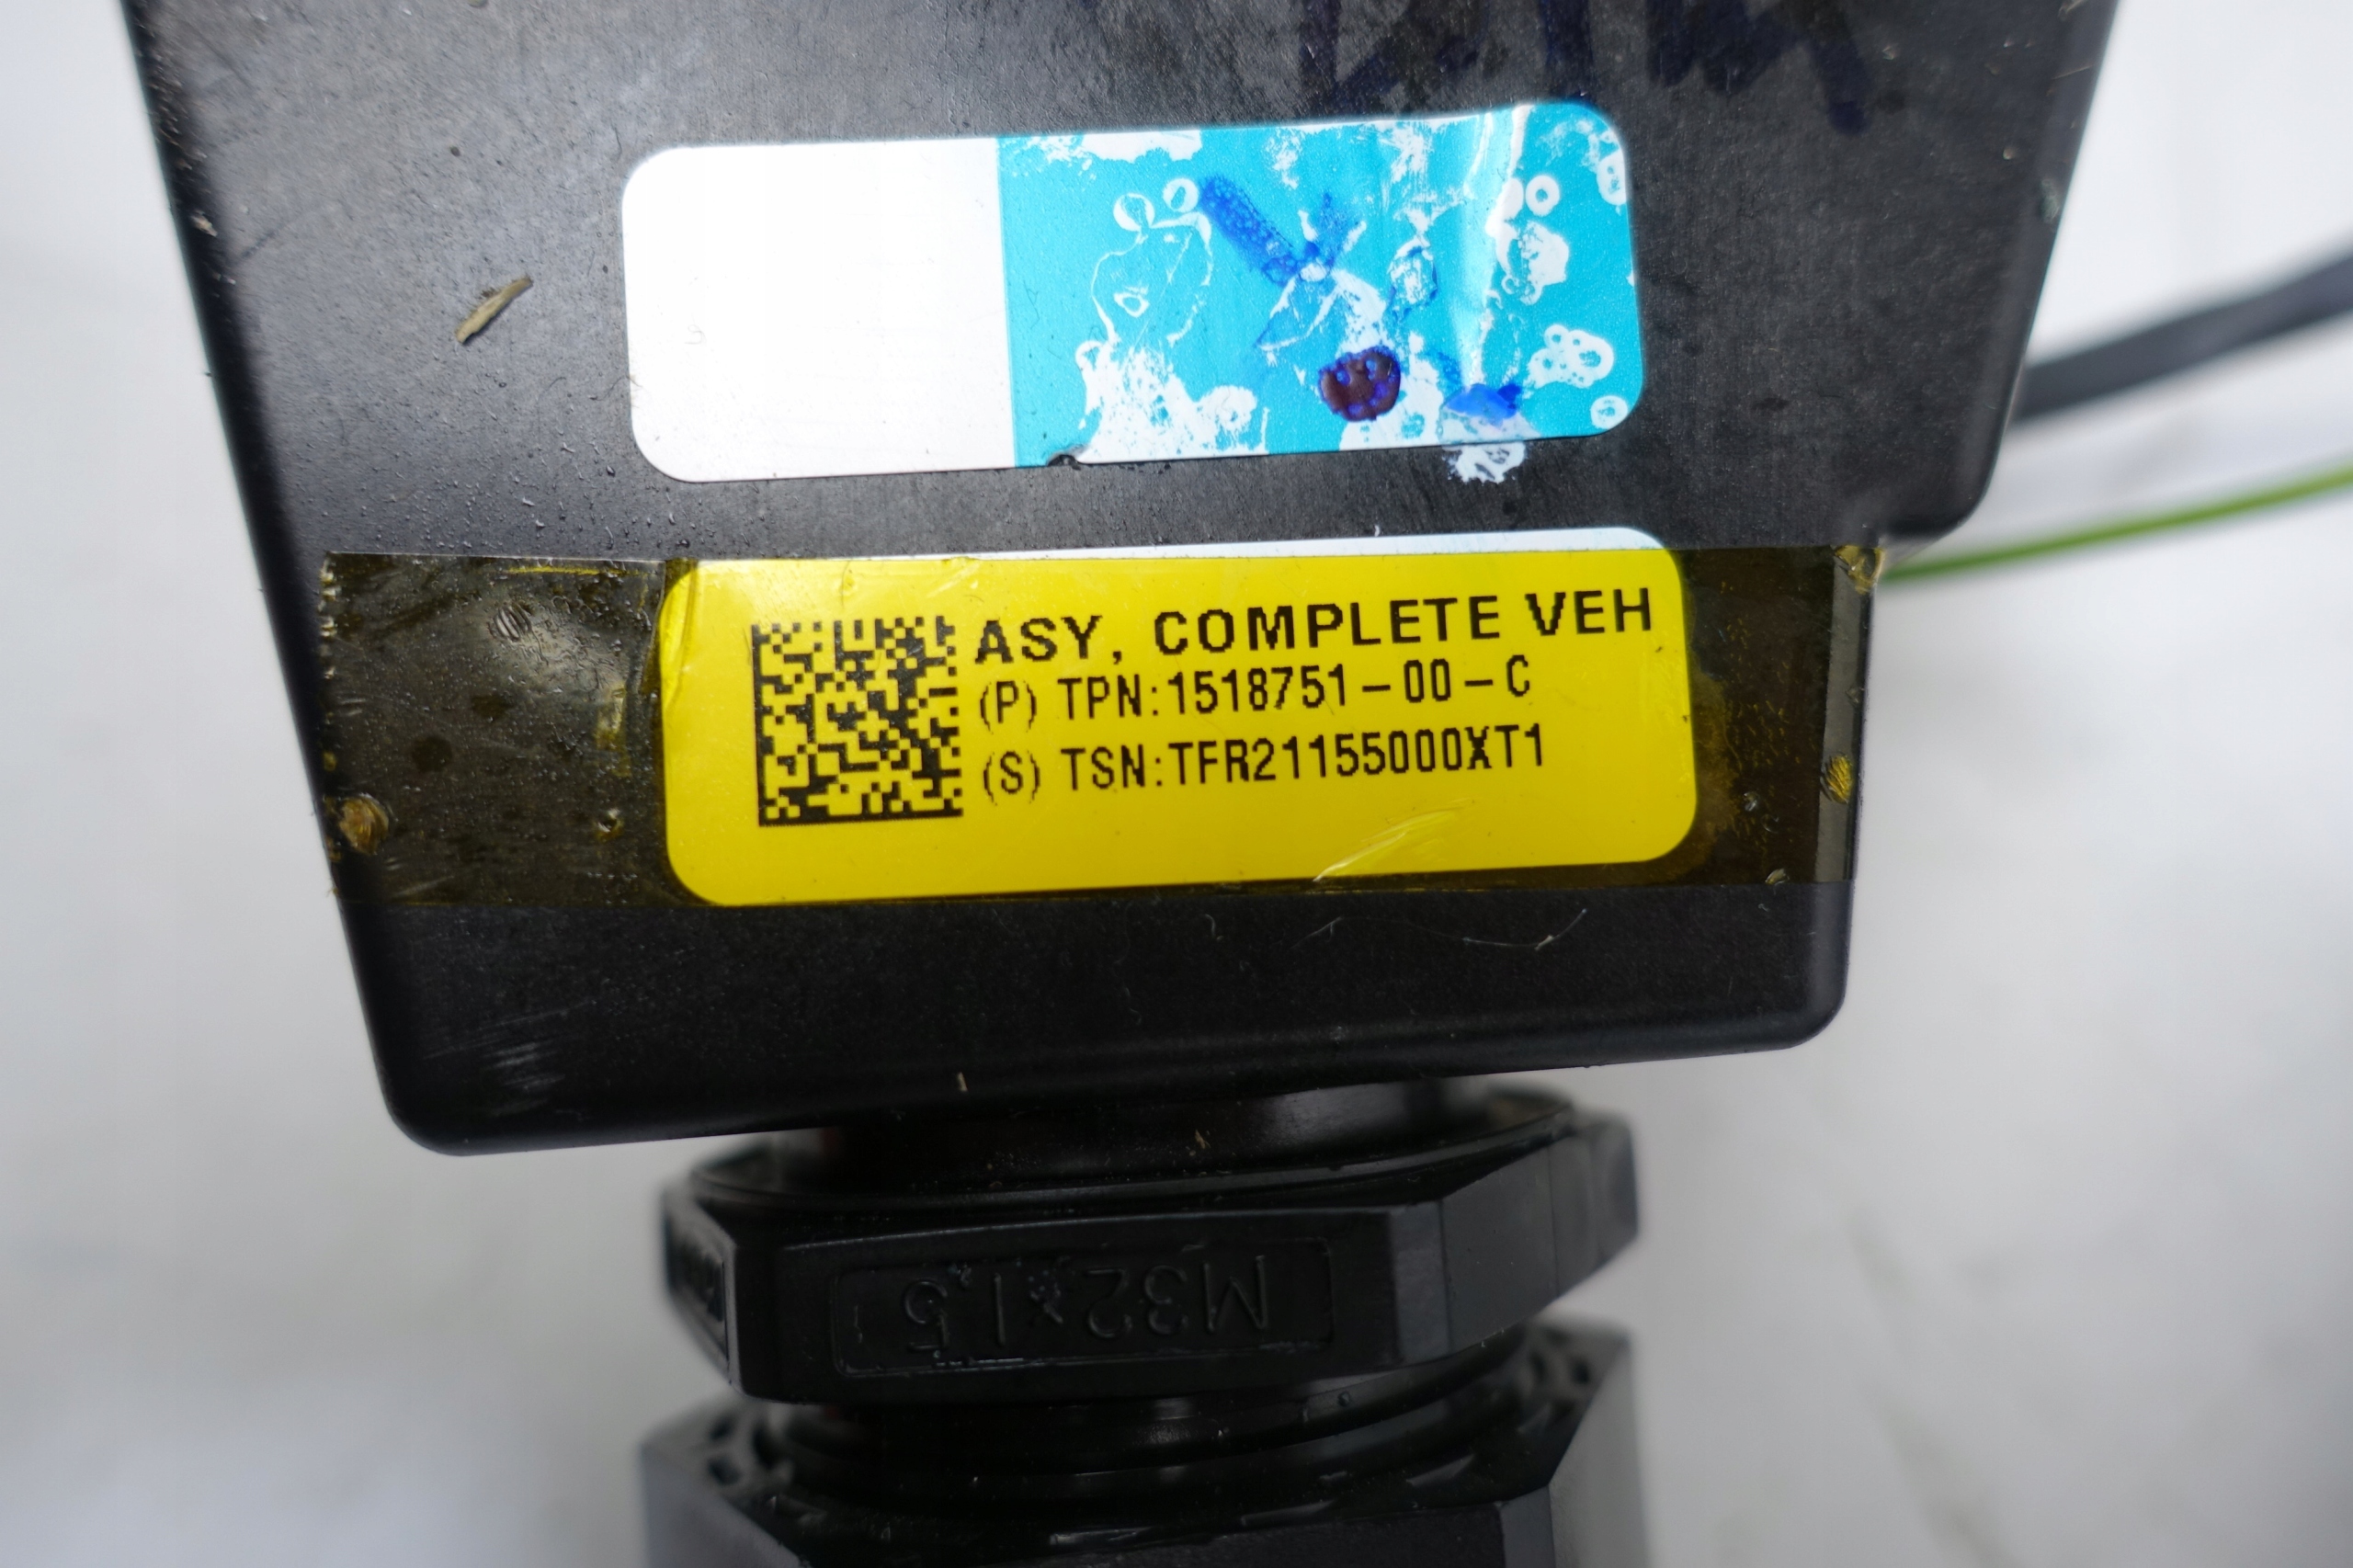 ASY, COMPLETE VEH
(P) TPN:1518751-00-C
(S) TSN:TFR21155000XT1
M32x1.5